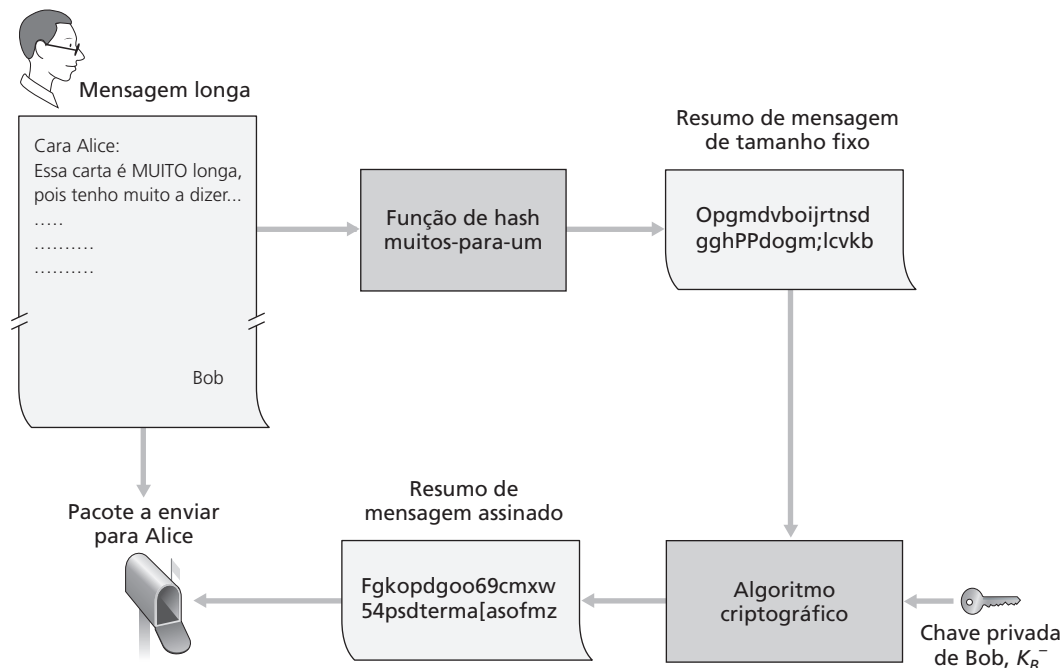 Mensagem longa
Cara Alice:
Essa carta é MUITO longa,
pois tenho muito a dizer...
.....
..........
..........
Bob
Função de hash
muitos-para-um
Resumo de mensagem
de tamanho fixo
Opgmdvboijrtnsd
gghPPdogm;lcvkb
Pacote a enviar
para Alice
Resumo de
mensagem assinado
Fgkopdgoo69cmxw
54psdterma[asofmz
Algoritmo
criptográfico
Chave privada
de Bob, K_B^–